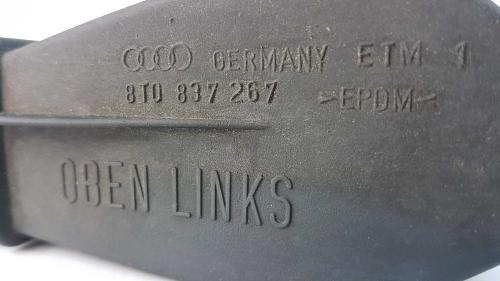 GERMANY ETM 1
8T0 837 267 >EPDM<
OBEN LINKS